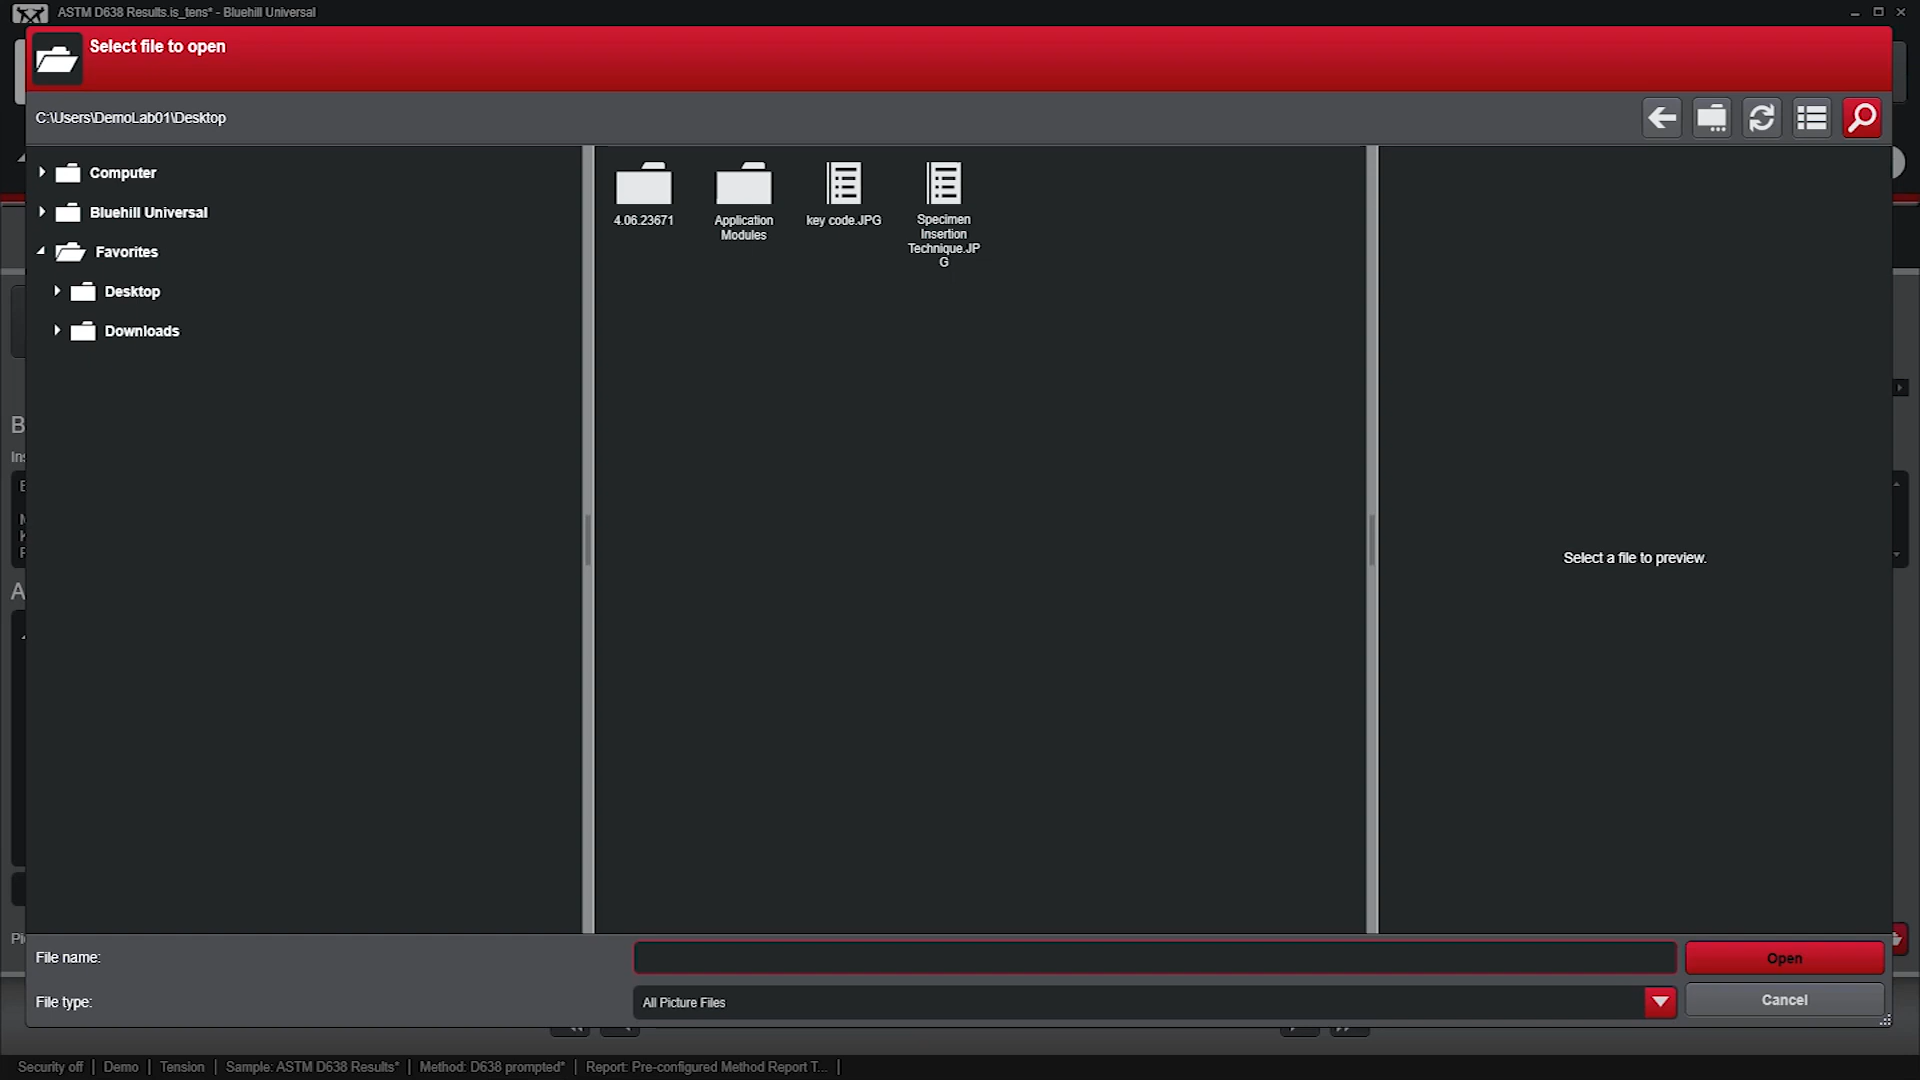 ASTM D638 Results.is_tens* - Bluehill Universal
Select file to open
C:\Users\DemoLab01\Desktop
Computer
Bluehill Universal
Favorites
Desktop
Downloads
4.06.23671
Application
Modules
key code.JPG
Specimen
Insertion
Technique.JP
G
Select a file to preview.
File name:
Open
File type:
All Picture Files
Cancel
Security off | Demo | Tension | Sample: ASTM D638 Results* | Method: D638 prompted* | Report: Pre-configured Method Report T... |